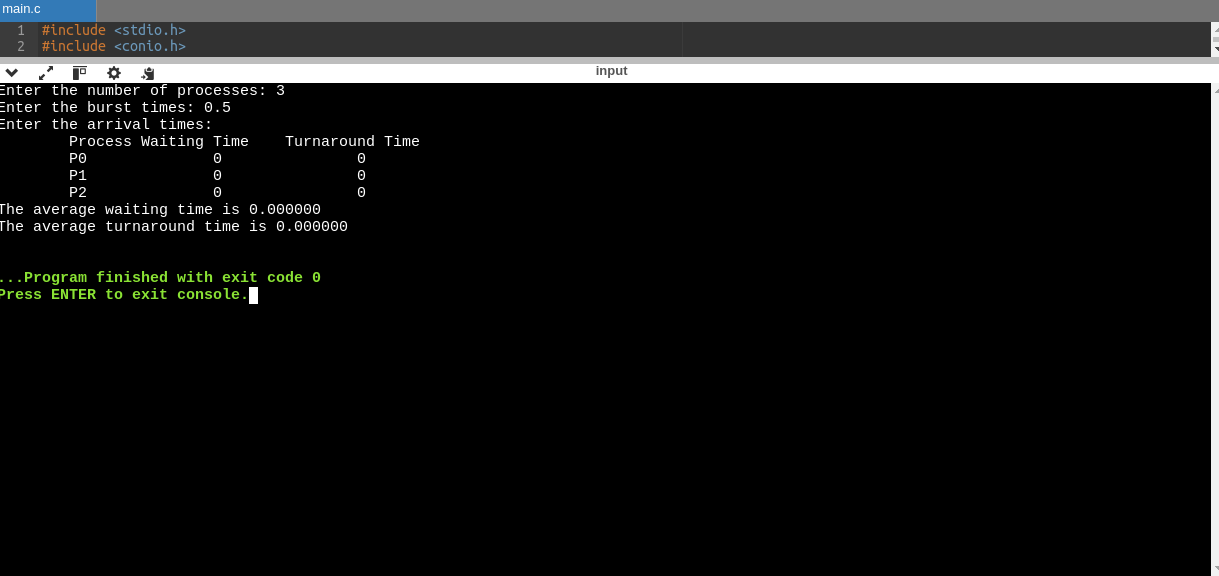 main.c
1 #include <stdio.h>
2 #include <conio.h>
input
Enter the number of processes: 3
Enter the burst times: 0.5
Enter the arrival times:
Process Waiting Time Turnaround Time
P0 0 0
P1 0 0
P2 0 0
The average waiting time is 0.000000
The average turnaround time is 0.000000
...Program finished with exit code 0
Press ENTER to exit console.